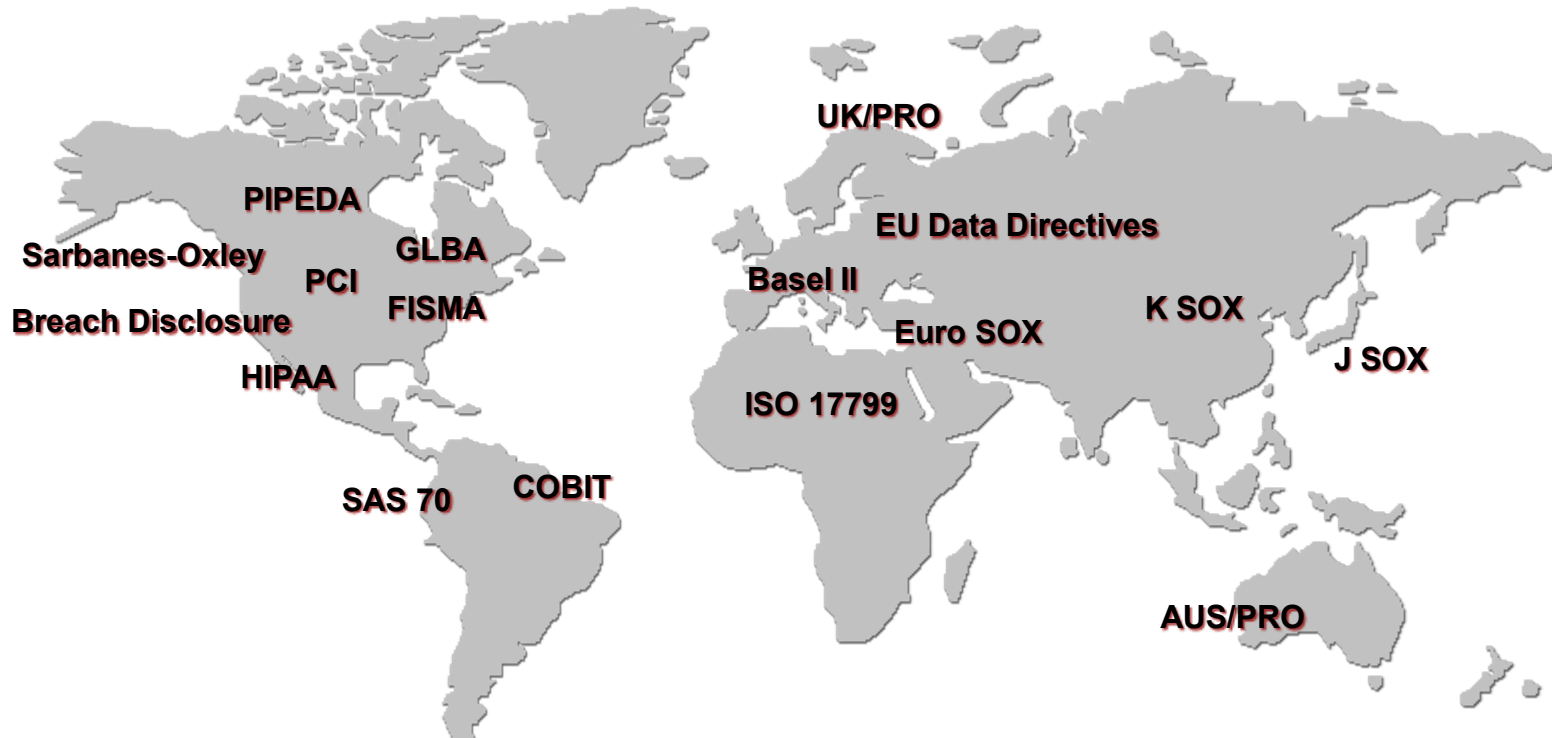 UK/PRO
PIPEDA
EU Data Directives
GLBA
Sarbanes-Oxley
PCI
Basel II
FISMA
K SOX
Breach Disclosure
Euro SOX
J SOX
HIPAA
ISO 17799
COBIT
SAS 70
AUS/PRO